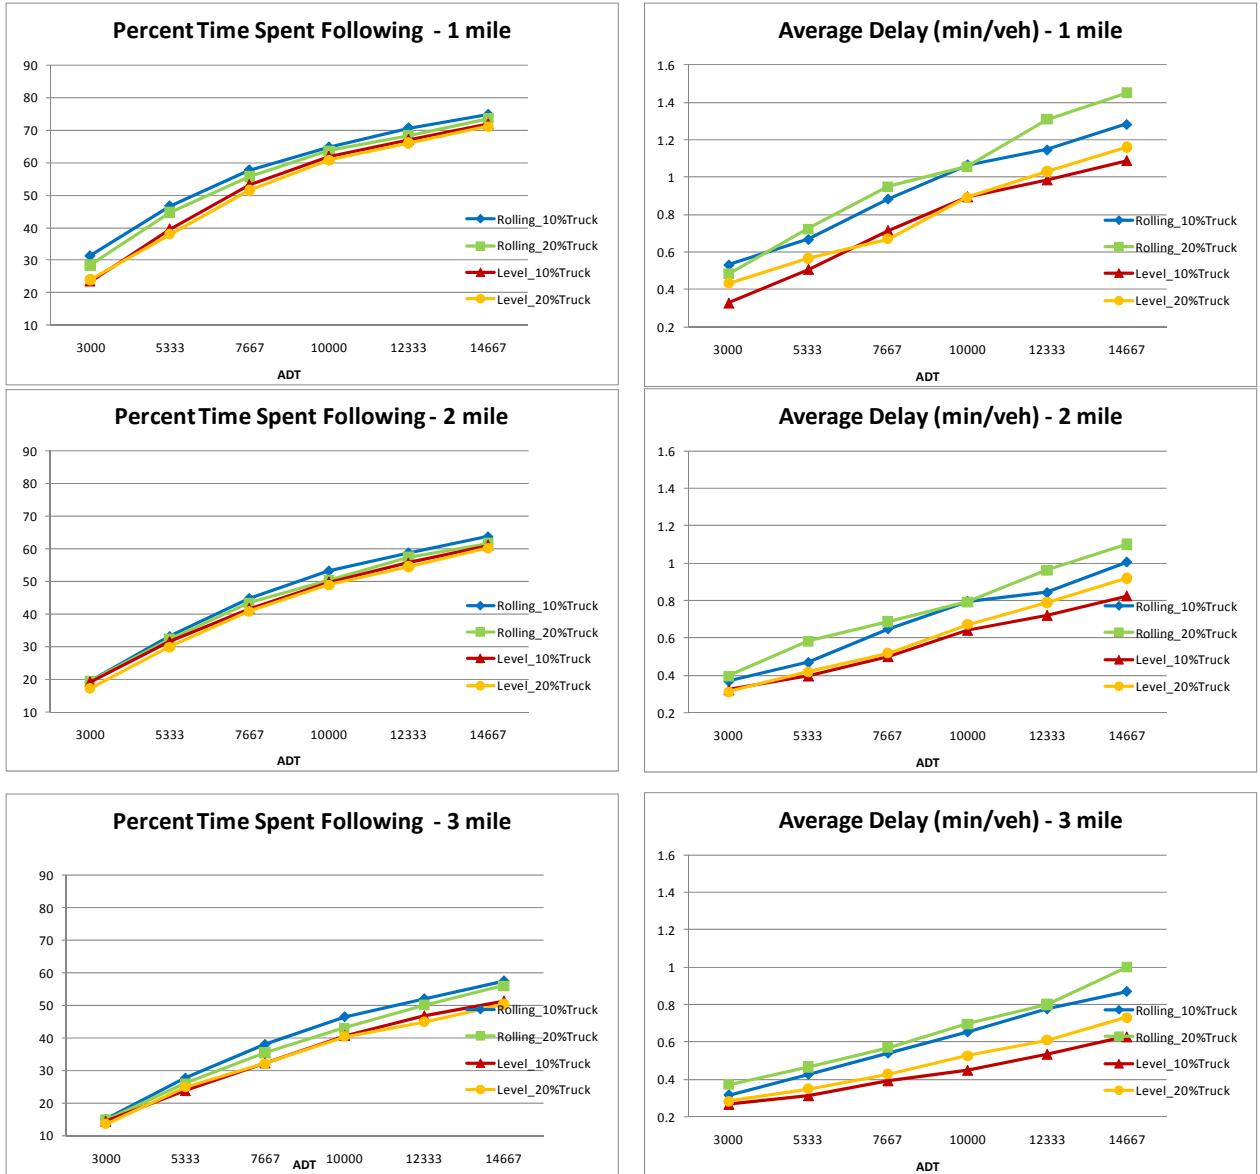 Percent Time Spent Following - 1 mile
90
80
70
60
50
40
30
20
10
3000 5333 7667 10000 12333 14667
ADT
Rolling_10%Truck
Rolling_20%Truck
Level_10%Truck
Level_20%Truck
Average Delay (min/veh) - 1 mile
1.6
1.4
1.2
1
0.8
0.6
0.4
0.2
3000 5333 7667 10000 12333 14667
ADT
Rolling_10%Truck
Rolling_20%Truck
Level_10%Truck
Level_20%Truck
Percent Time Spent Following - 2 mile
90
80
70
60
50
40
30
20
10
3000 5333 7667 10000 12333 14667
ADT
Rolling_10%Truck
Rolling_20%Truck
Level_10%Truck
Level_20%Truck
Average Delay (min/veh) - 2 mile
1.6
1.4
1.2
1
0.8
0.6
0.4
0.2
3000 5333 7667 10000 12333 14667
ADT
Rolling_10%Truck
Rolling_20%Truck
Level_10%Truck
Level_20%Truck
Percent Time Spent Following - 3 mile
90
80
70
60
50
40
30
20
10
3000 5333 7667 10000 12333 14667
ADT
Rolling_10%Truck
Rolling_20%Truck
Level_10%Truck
Level_20%Truck
Average Delay (min/veh) - 3 mile
1.6
1.4
1.2
1
0.8
0.6
0.4
0.2
3000 5333 7667 10000 12333 14667
ADT
Rolling_10%Truck
Rolling_20%Truck
Level_10%Truck
Level_20%Truck